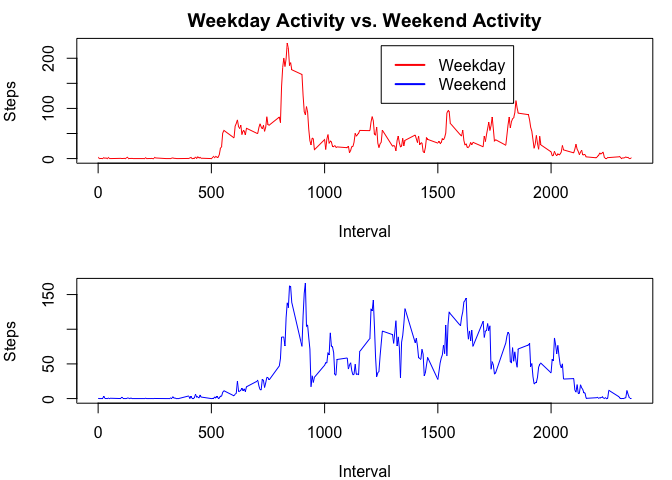 Weekday Activity vs. Weekend Activity
Steps
0
100
200
Weekday
Weekend
0
500
1000
1500
2000
Interval
Steps
0
50
150
0
500
1000
1500
2000
Interval